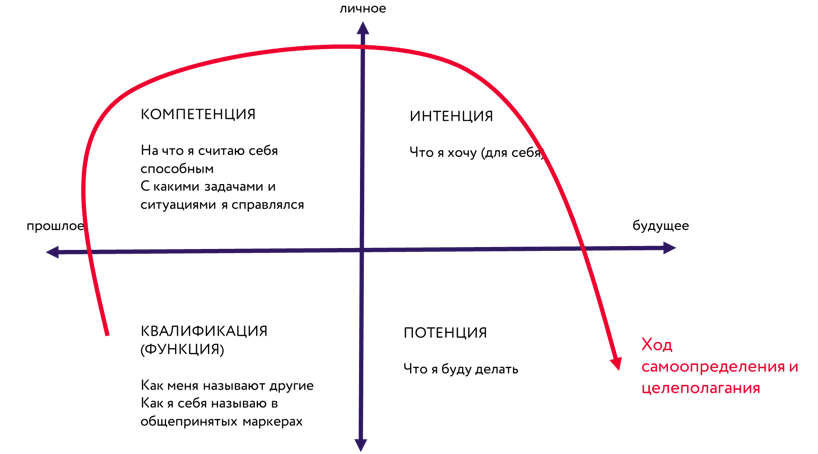 личное
КОМПЕТЕНЦИЯ
На что я считаю себя
способным
С какими задачами и
ситуациями я справлялся
ИНТЕНЦИЯ
Что я хочу (для себя)
прошлое
будущее
КВАЛИФИКАЦИЯ
(ФУНКЦИЯ)
Как меня называют другие
Как я себя называю в
общепринятых маркерах
ПОТЕНЦИЯ
Что я буду делать
Ход
самоопределения и
целеполагания